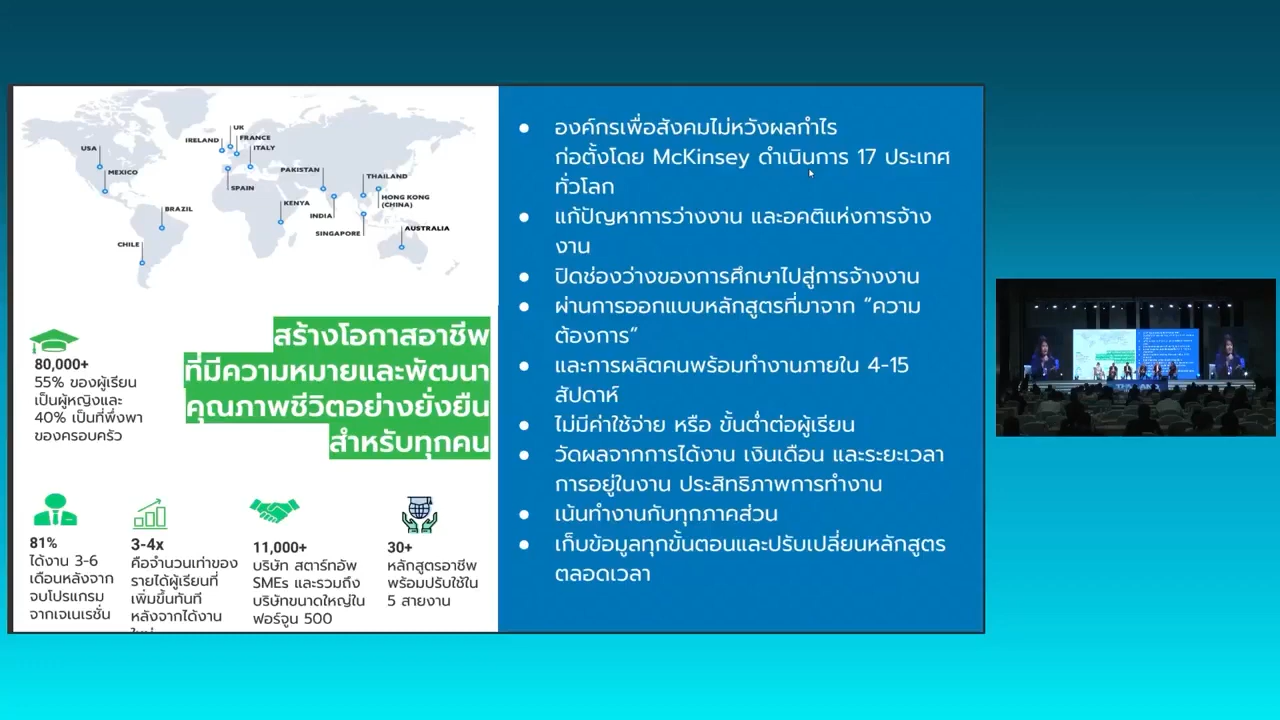 USA
MEXICO
BRAZIL
CHILE
IRELAND
UK
FRANCE
ITALY
SPAIN
PAKISTAN
KENYA
INDIA
SINGAPORE
THAILAND
HONG KONG
(CHINA)
AUSTRALIA
สร้างโอกาสอาชีพ
ที่มีความหมายและพัฒนา
คุณภาพชีวิตอย่างยั่งยืน
สำหรับทุกคน
80,000+
55% ของผู้เรียน
เป็นผู้หญิงและ
40% เป็นที่พึ่งพา
ของครอบครัว
81%
ได้งาน 3-6
เดือนหลังจาก
จบโปรแกรม
จากเจเนเรชั่น
3-4x
คือจำนวนเท่าของ
รายได้ผู้เรียนที่
เพิ่มขึ้นทันที
หลังจากได้งาน
11,000+
บริษัท สตาร์ทอัพ
SMEs และรวมถึง
บริษัทขนาดใหญ่ใน
ฟอร์จูน 500
30+
หลักสูตรอาชีพ
พร้อมปรับใช้ใน
5 สายงาน
● องค์กรเพื่อสังคมไม่หวังผลกำไร
ก่อตั้งโดย McKinsey ดำเนินการ 17 ประเทศ
ทั่วโลก
● แก้ปัญหาการว่างงาน และอคติแห่งการจ้าง
งาน
● ปิดช่องว่างของการศึกษาไปสู่การจ้างงาน
● ผ่านการออกแบบหลักสูตรที่มาจาก “ความ
ต้องการ”
● และการผลิตคนพร้อมทำงานภายใน 4-15
สัปดาห์
● ไม่มีค่าใช้จ่าย หรือ ขั้นต่ำต่อผู้เรียน
● วัดผลจากการได้งาน เงินเดือน และระยะเวลา
การอยู่ในงาน ประสิทธิภาพการทำงาน
● เน้นทำงานกับทุกภาคส่วน
● เก็บข้อมูลทุกขั้นตอนและปรับเปลี่ยนหลักสูตร
ตลอดเวลา